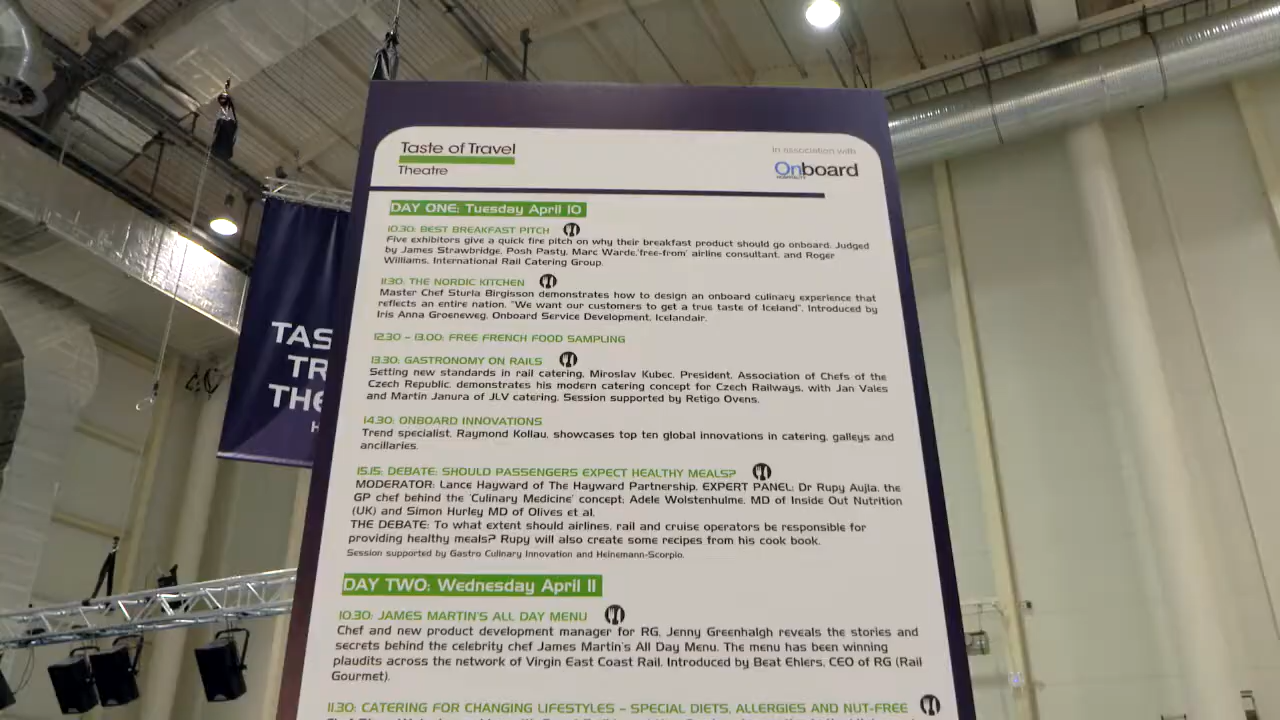 Taste of Travel
Theatre
In association with
Onboard
HOSPITALITY
TAS
TR
THE
H
DAY ONE: Tuesday April 10
10.30: BEST BREAKFAST PITCH
Five exhibitors give a quick fire pitch on why their breakfast product should go onboard. Judged
by James Strawbridge, Posh Pasty, Marc Warde,'free-from' airline consultant, and Roger
Williams, International Rail Catering Group.
11.30: THE NORDIC KITCHEN
Master Chef Sturla Birgisson demonstrates how to design an onboard culinary experience that
reflects an entire nation. "We want our customers to get a true taste of Iceland". Introduced by
Iris Anna Groeneweg, Onboard Service Development, Icelandair.
12.30 - 13.00: FREE FRENCH FOOD SAMPLING
13.30: GASTRONOMY ON RAILS
Setting new standards in rail catering, Miroslav Kubec, President, Association of Chefs of the
Czech Republic, demonstrates his modern catering concept for Czech Railways, with Jan Vales
and Martin Janura of JLV catering. Session supported by Retigo Ovens.
14.30: ONBOARD INNOVATIONS
Trend specialist, Raymond Kollau, showcases top ten global innovations in catering, galleys and
ancillaries.
15.15: DEBATE: SHOULD PASSENGERS EXPECT HEALTHY MEALS?
MODERATOR: Lance Hayward of The Hayward Partnership. EXPERT PANEL: Dr Rupy Aujla, the
GP chef behind the 'Culinary Medicine' concept; Adele Wolstenhulme, MD of Inside Out Nutrition
(UK) and Simon Hurley MD of Olives et al.
THE DEBATE: To what extent should airlines, rail and cruise operators be responsible for
providing healthy meals? Rupy will also create some recipes from his cook book.
Session supported by Gastro Culinary Innovation and Heinemann-Scorpio.
DAY TWO: Wednesday April 11
10.30: JAMES MARTIN'S ALL DAY MENU
Chef and new product development manager for RG, Jenny Greenhalgh reveals the stories and
secrets behind the celebrity chef James Martin's All Day Menu. The menu has been winning
plaudits across the network of Virgin East Coast Rail. Introduced by Beat Ehlers, CEO of RG (Rail
Gourmet).
11.30: CATERING FOR CHANGING LIFESTYLES - SPECIAL DIETS, ALLERGIES AND NUT-FREE